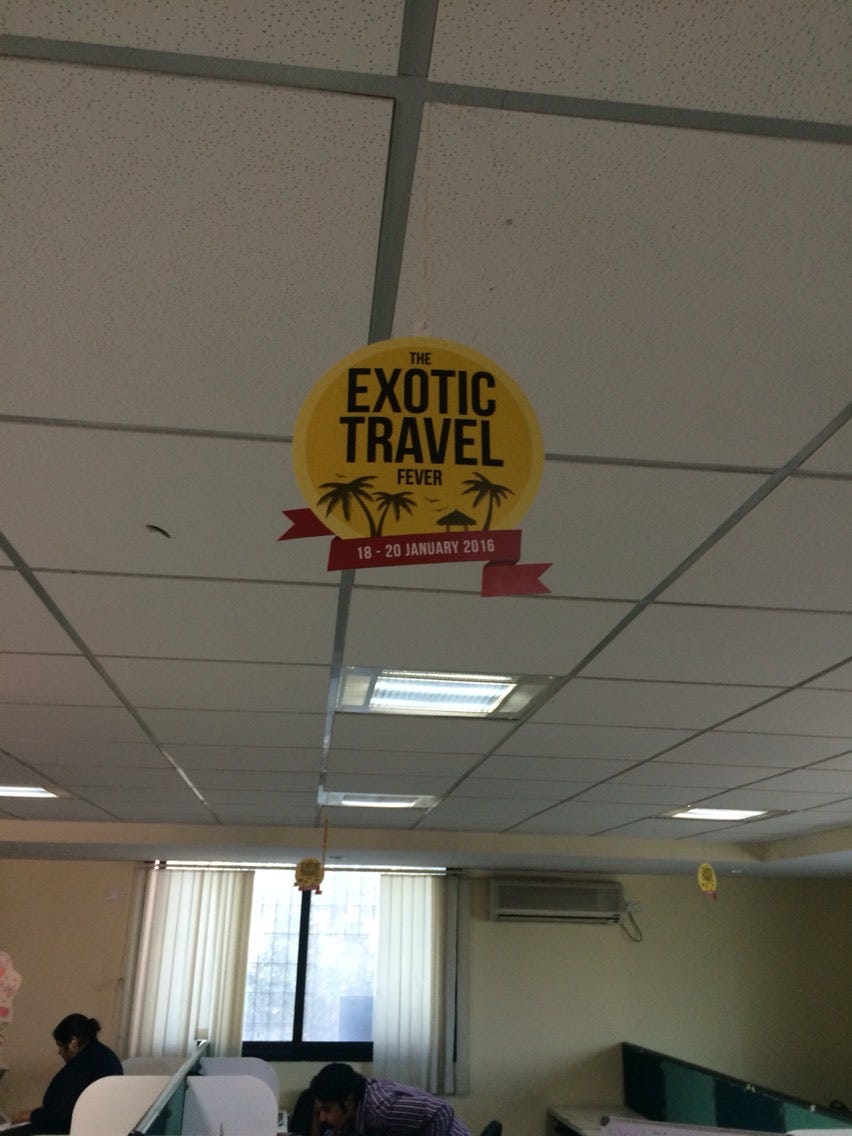 THE
EXOTIC
TRAVEL
FEVER
18 - 20 JANUARY 2016